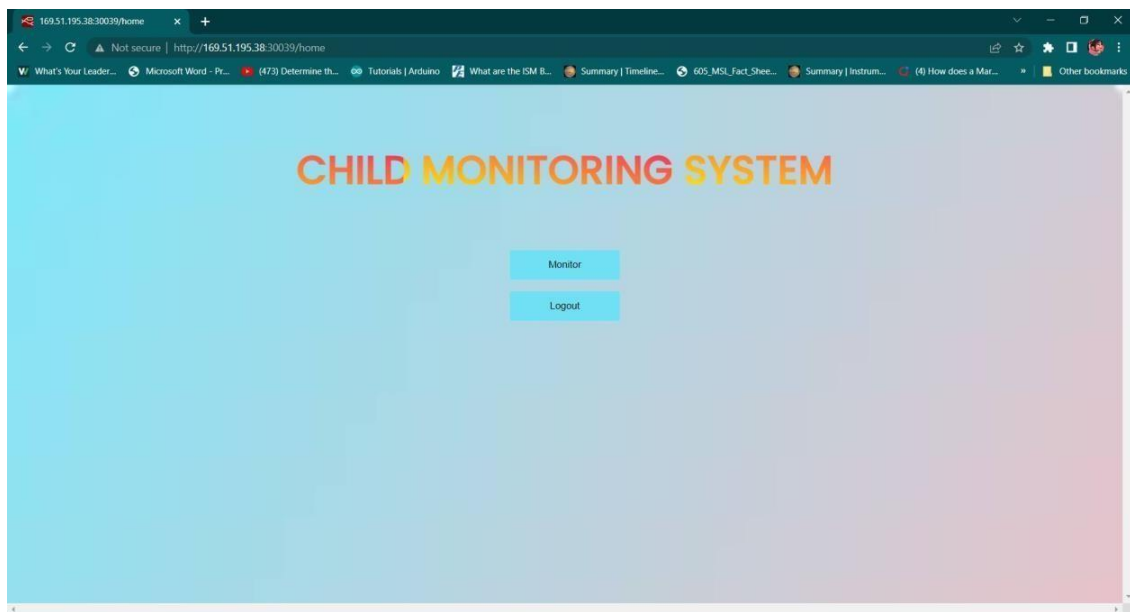 169.51.195.38:30039/home
Not secure | http://169.51.195.38:30039/home
What's Your Leader... Microsoft Word - Pr... (473) Determine th... Tutorials | Arduino What are the ISM B... Summary | Timeline... 605_MSL_Fact_Shee... Summary | Instrum... (4) How does a Mar... » Other bookmarks
CHILD MONITORING SYSTEM
Monitor
Logout